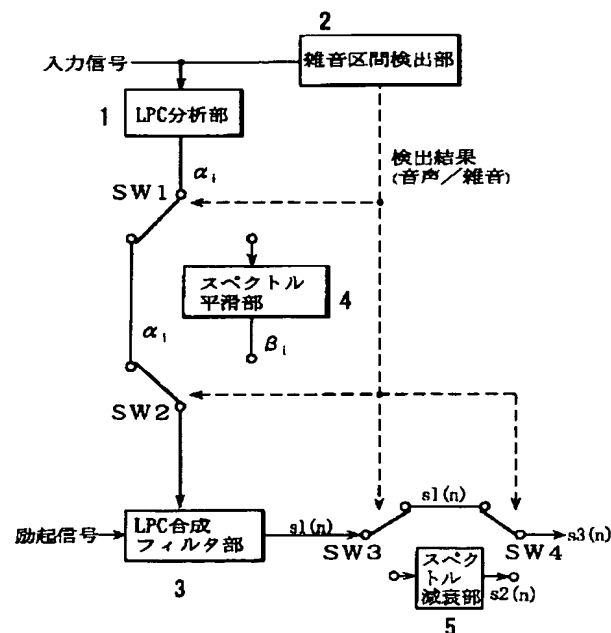 2
入力信号
雑音区間検出部
1
LPC分析部
検出結果
(音声/雑音)
αi
SW1
スペクトル
平滑部
4
αi
βi
SW2
s1(n)
励起信号
LPC合成
フィルタ部
s1(n)
SW3
SW4
s3(n)
3
スペク
トル
減衰部
s2(n)
5